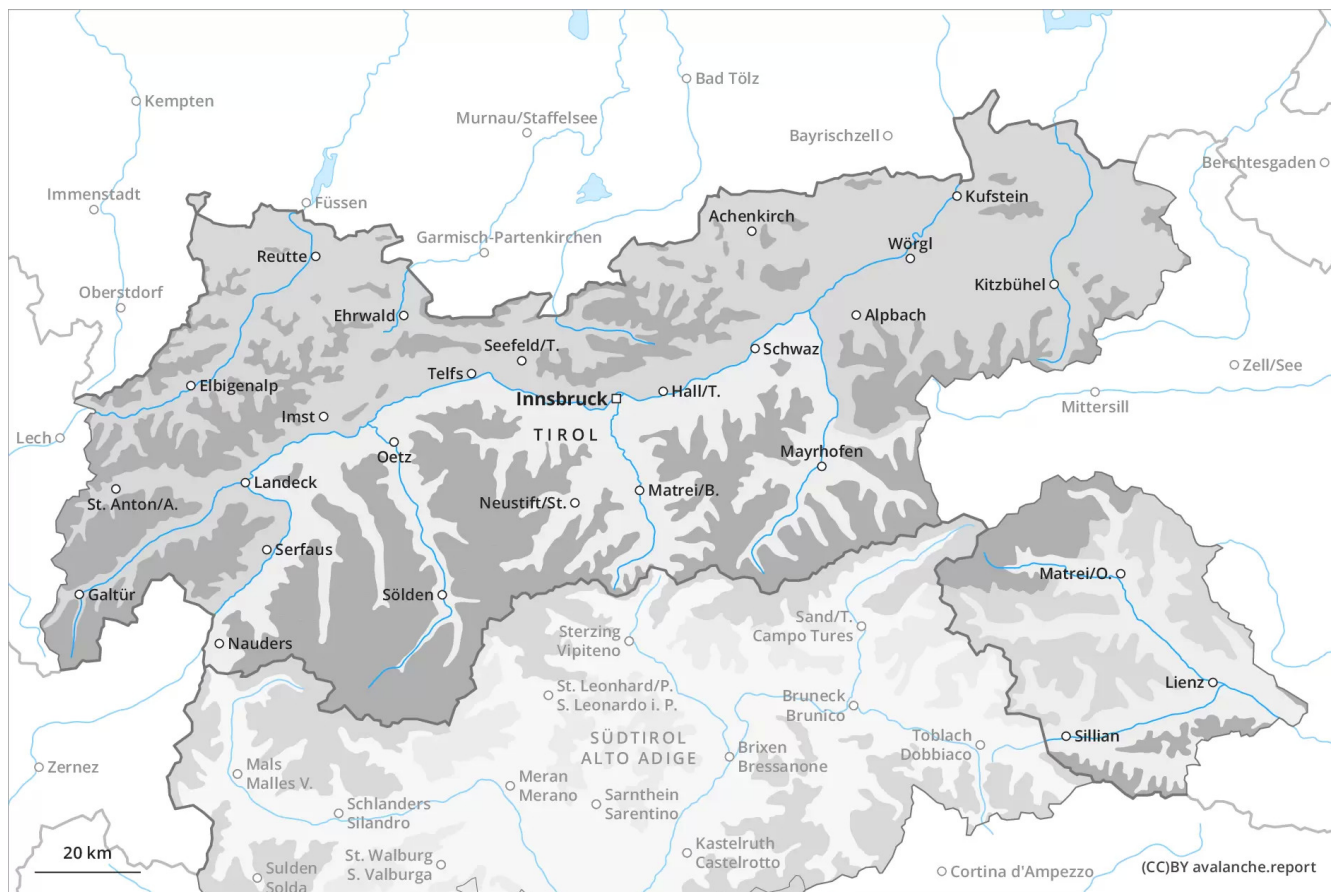 Bad Tölz
Kempten
Murnau/Staffelsee
Bayrischzell
Berchtesgaden
Immenstadt
Füssen
Kufstein
Achenkirch
Garmisch-Partenkirchen
Wörgl
Reutte
Kitzbühel
Oberstdorf
Ehrwald
Alpbach
Seefeld/T.
Schwaz
Zell/See
Telfs
Elbigenalp
Hall/T.
Innsbruck
Mittersill
Imst
TIROL
Lech
Mayrhofen
Oetz
Landeck
Matrei/B.
St. Anton/A.
Neustift/St.
Serfaus
Matrei/O.
Galtür
Sölden
Sand/T.
Campo Tures
Sterzing
Vipiteno
Nauders
Lienz
St. Leonhard/P.
S. Leonardo i. P.
Bruneck
Brunico
Sillian
Toblach
Dobbiaco
SÜDTIROL
ALTO ADIGE
Brixen
Bressanone
Zernez
Mals
Malles V.
Meran
Merano
Sarnthein
Sarentino
Schlanders
Silandro
Kastelruth
Castelrotto
20 km
St. Walburg
S. Valburga
Sulden
Solda
Cortina d'Ampezzo
(CC)BY avalanche.report